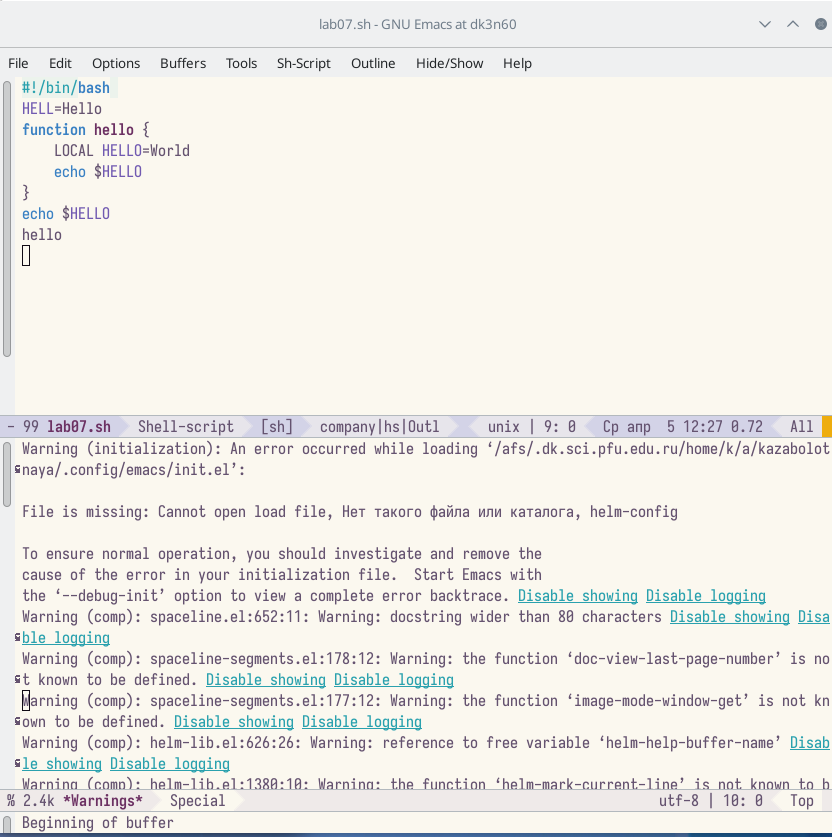 lab07.sh - GNU Emacs at dk3n60
File Edit Options Buffers Tools Sh-Script Outline Hide/Show Help
#!/bin/bash
HELL=Hello
function hello {
    LOCAL HELLO=World
    echo $HELLO
}
echo $HELLO
hello
- 99 lab07.sh Shell-script [sh] company|hs|Outl unix | 9: 0 Ср апр 5 12:27 0.72 All
Warning (initialization): An error occurred while loading ‘/afs/.dk.sci.pfu.edu.ru/home/k/a/kazabolot
naya/.config/emacs/init.el’:
File is missing: Cannot open load file, Нет такого файла или каталога, helm-config
To ensure normal operation, you should investigate and remove the
cause of the error in your initialization file.  Start Emacs with
the ‘--debug-init’ option to view a complete error backtrace. Disable showing Disable logging
Warning (comp): spaceline.el:652:11: Warning: docstring wider than 80 characters Disable showing Disa
ble logging
Warning (comp): spaceline-segments.el:178:12: Warning: the function ‘doc-view-last-page-number’ is no
t known to be defined. Disable showing Disable logging
Warning (comp): spaceline-segments.el:177:12: Warning: the function ‘image-mode-window-get’ is not kn
own to be defined. Disable showing Disable logging
Warning (comp): helm-lib.el:626:26: Warning: reference to free variable ‘helm-help-buffer-name’ Disab
le showing Disable logging
Warning (comp): helm-lib.el:1380:10: Warning: the function ‘helm-mark-current-line’ is not known to b
% 2.4k *Warnings* Special utf-8 | 10: 0 Top
Beginning of buffer